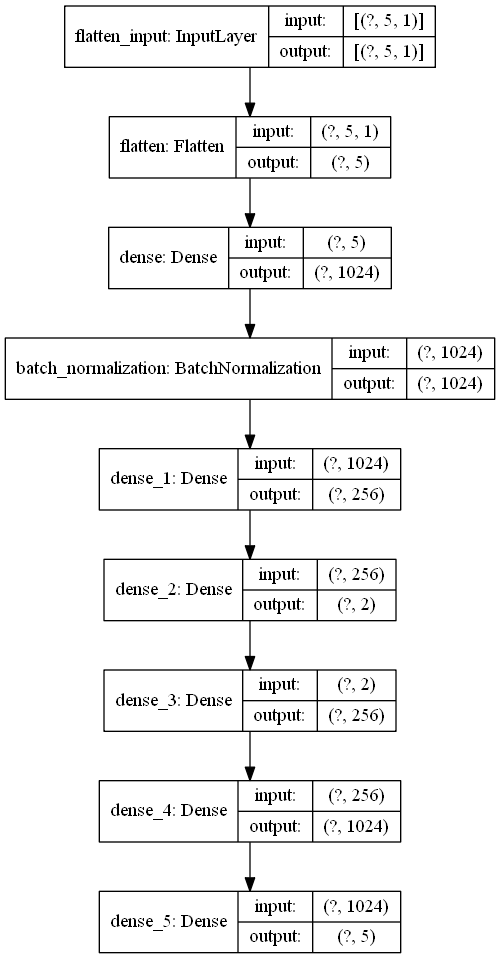 flatten_input: InputLayer
input: [(?, 5, 1)]
output: [(?, 5, 1)]
flatten: Flatten
input: (?, 5, 1)
output: (?, 5)
dense: Dense
input: (?, 5)
output: (?, 1024)
batch_normalization: BatchNormalization
input: (?, 1024)
output: (?, 1024)
dense_1: Dense
input: (?, 1024)
output: (?, 256)
dense_2: Dense
input: (?, 256)
output: (?, 2)
dense_3: Dense
input: (?, 2)
output: (?, 256)
dense_4: Dense
input: (?, 256)
output: (?, 1024)
dense_5: Dense
input: (?, 1024)
output: (?, 5)